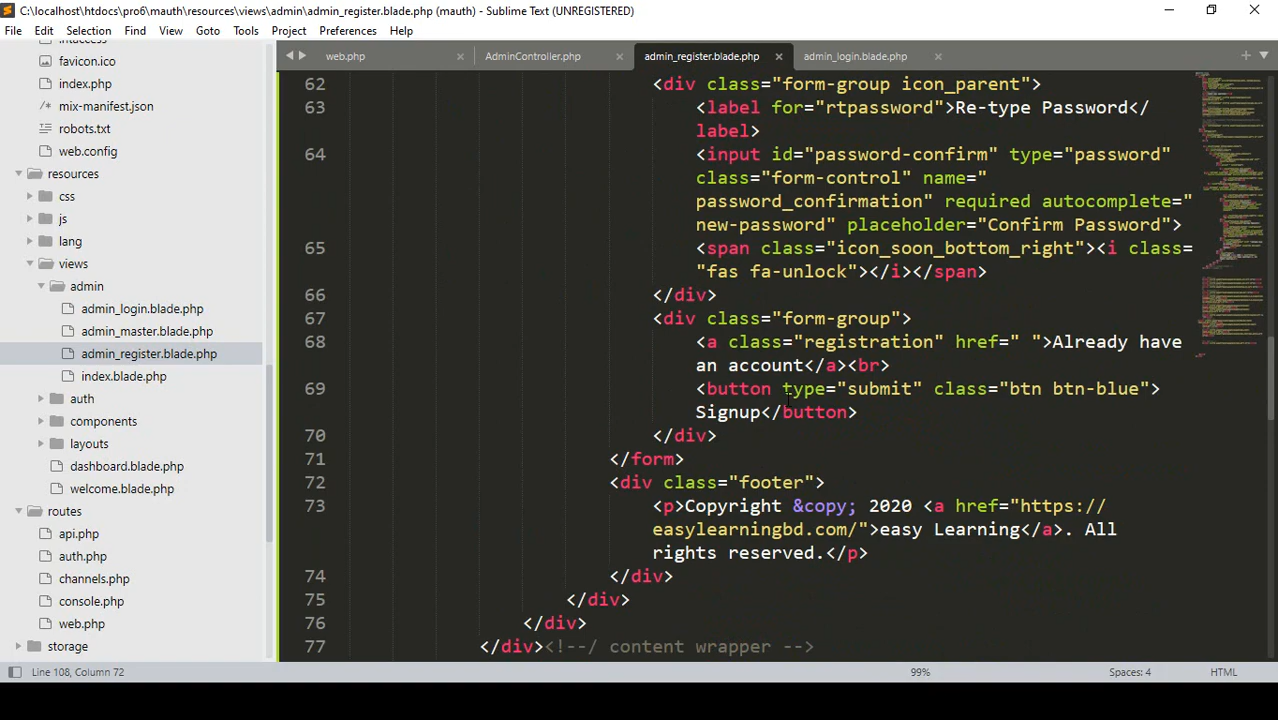 C:\localhost\htdocs\pro6\mauth\resources\views\admin\admin_register.blade.php (mauth) - Sublime Text (UNREGISTERED)
File Edit Selection Find View Goto Tools Project Preferences Help
favicon.ico
index.php
mix-manifest.json
robots.txt
web.config
resources
css
js
lang
views
admin
admin_login.blade.php
admin_master.blade.php
admin_register.blade.php
index.blade.php
auth
components
layouts
dashboard.blade.php
welcome.blade.php
routes
api.php
auth.php
channels.php
console.php
web.php
storage
web.php AdminController.php admin_register.blade.php admin_login.blade.php
62 <div class="form-group icon_parent">
63 <label for="rtpassword">Re-type Password</
label>
64 <input id="password-confirm" type="password"
class="form-control" name="
password_confirmation" required autocomplete="
new-password" placeholder="Confirm Password">
65 <span class="icon_soon_bottom_right"><i class=
"fas fa-unlock"></i></span>
66 </div>
67 <div class="form-group">
68 <a class="registration" href=" ">Already have
an account</a><br>
69 <button type="submit" class="btn btn-blue">
Signup</button>
70 </div>
71 </form>
72 <div class="footer">
73 <p>Copyright &copy; 2020 <a href="https://
easylearningbd.com/">easy Learning</a>. All
rights reserved.</p>
74 </div>
75 </div>
76 </div>
77 </div><!--/ content wrapper -->
Line 108, Column 72 99% Spaces: 4 HTML